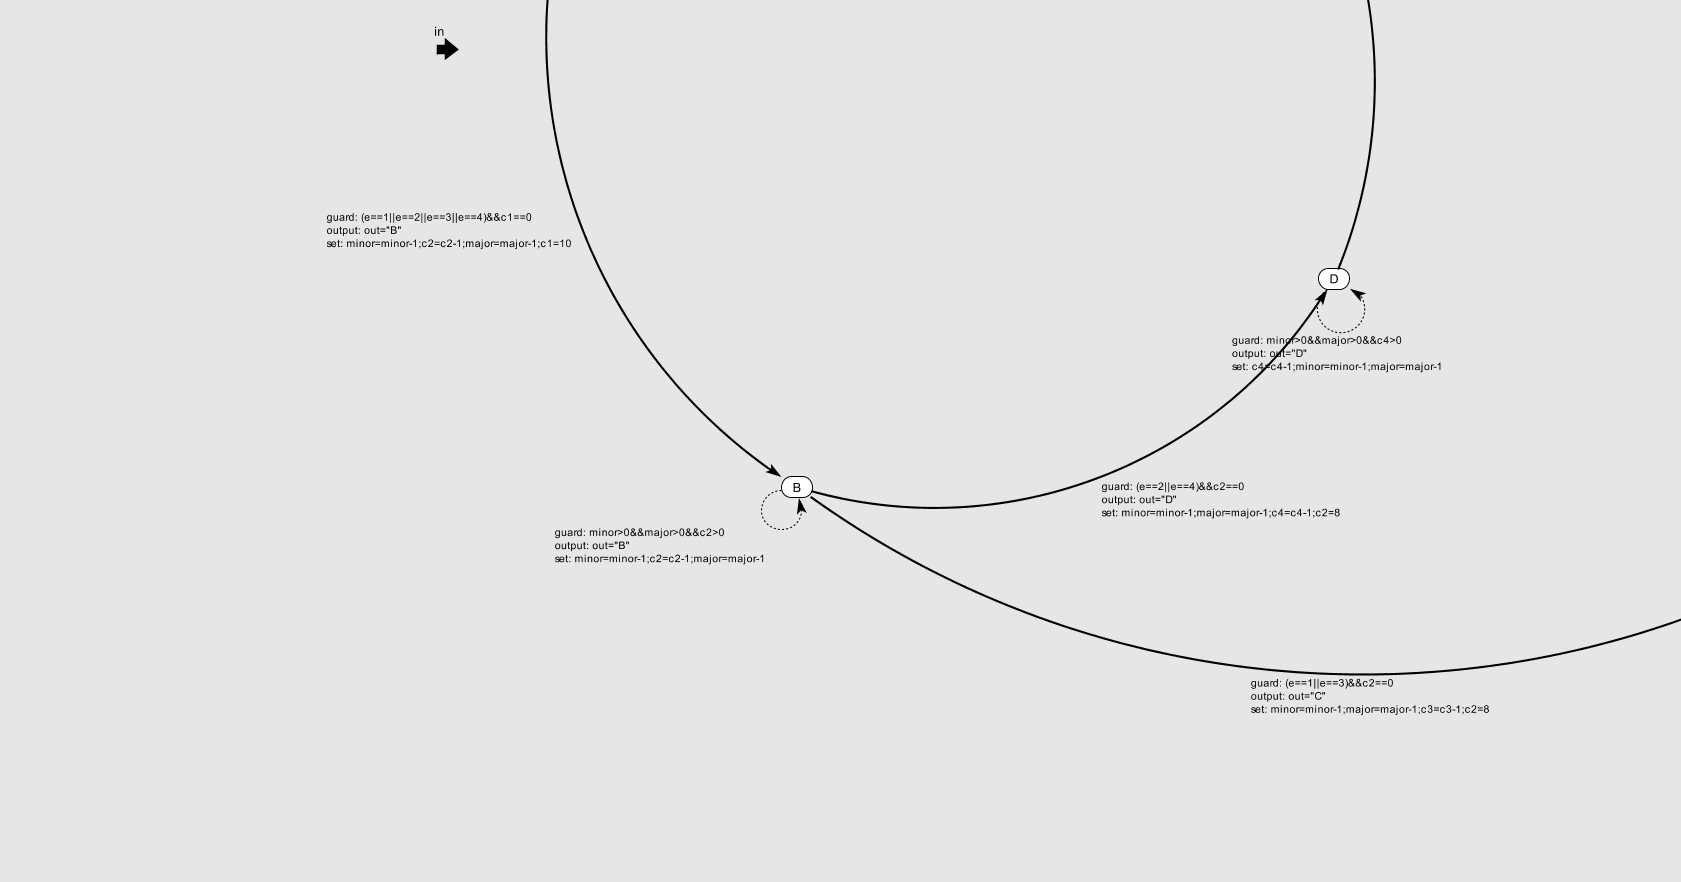 in
guard: (e==1||e==2||e==3||e==4)&&c1==0
output: out="B"
set: minor=minor-1;c2=c2-1;major=major-1;c1=10
D
guard: minor>0&&major>0&&c4>0
output: out="D"
set: c4=c4-1;minor=minor-1;major=major-1
B
guard: (e==2||e==4)&&c2==0
output: out="D"
set: minor=minor-1;major=major-1;c4=c4-1;c2=8
guard: minor>0&&major>0&&c2>0
output: out="B"
set: minor=minor-1;c2=c2-1;major=major-1
guard: (e==1||e==3)&&c2==0
output: out="C"
set: minor=minor-1;major=major-1;c3=c3-1;c2=8